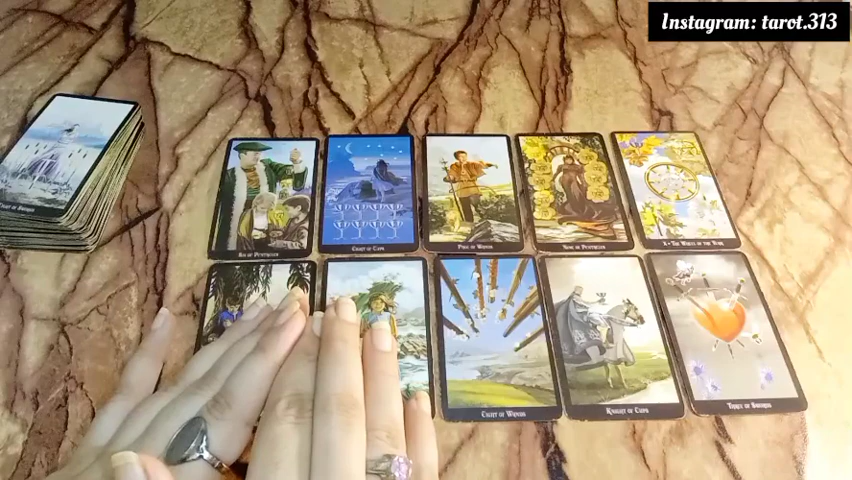 Instagram: tarot.313
Six of Pentacles
Eight of Cups
Page of Wands
Nine of Pentacles
X • The Wheel of the Year
Eight of Wands
Knight of Cups
Three of Swords